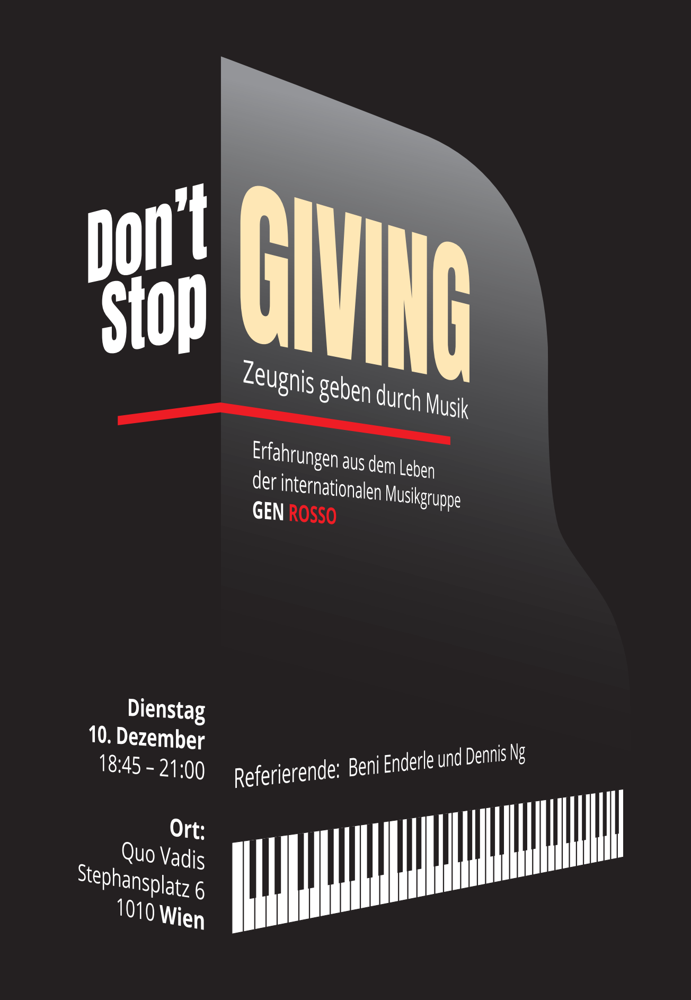 Don’t
Stop
GIVING
Zeugnis geben durch Musik
Erfahrungen aus dem Leben
der internationalen Musikgruppe
GEN ROSSO
Dienstag
10. Dezember
18:45 – 21:00
Referierende: Beni Enderle und Dennis Ng
Ort:
Quo Vadis
Stephansplatz 6
1010 Wien